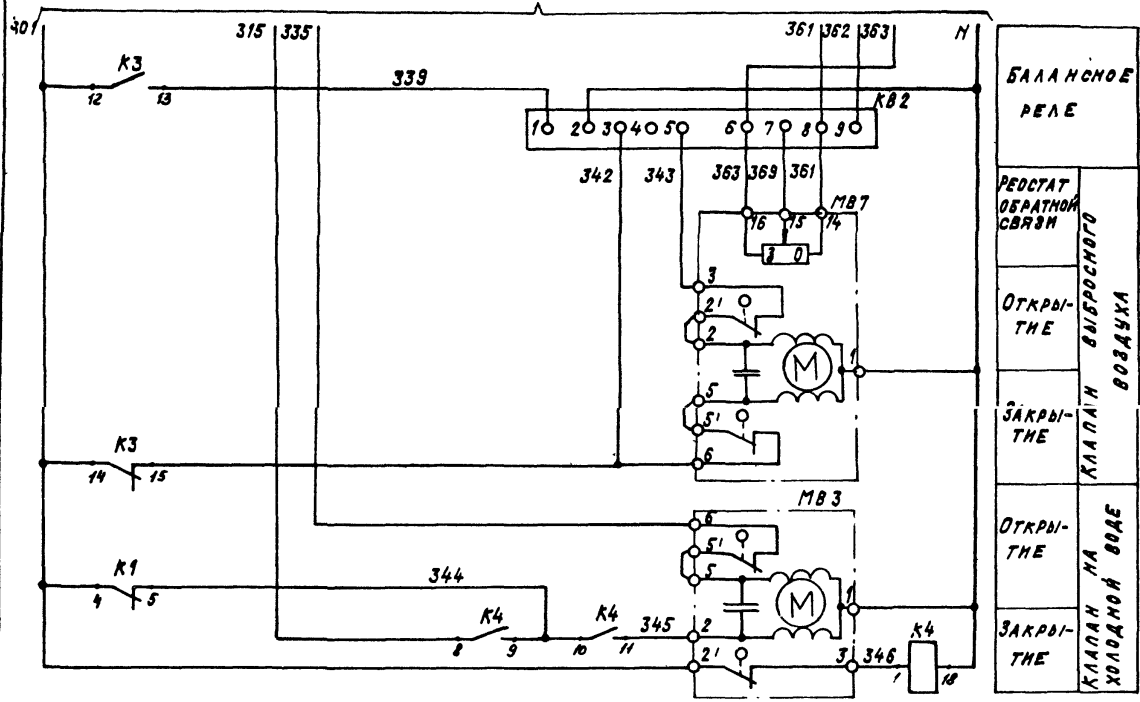 301 315 335 361 362 363 N
К3
12 13
339
КВ2
1 2 3 4 5 6 7 8 9
342 343 363 369 361
МВ7
16 15 14
З О
3
2'
2
М
1
5
5'
6
К3
14 15
МВ3
6
5'
5
М
1
К1
4 5
344
К4
8 9
К4
10 11
345
2
2'
3
346
К4
1 18
БАЛАНСНОЕ
РЕЛЕ
РЕОСТАТ
ОБРАТНОЙ
СВЯЗИ
ОТКРЫ-
ТИЕ
ЗАКРЫ-
ТИЕ
КЛАПАН ВЫБРОСНОГО
ВОЗДУХА
ОТКРЫ-
ТИЕ
ЗАКРЫ-
ТИЕ
КЛАПАН НА
ХОЛОДНОЙ ВОДЕ